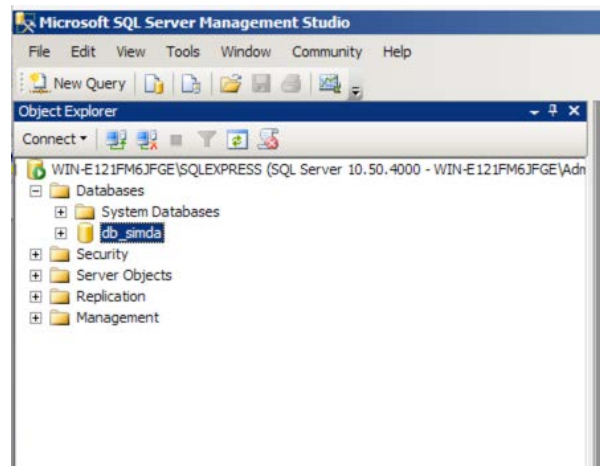 Microsoft SQL Server Management Studio
File Edit View Tools Window Community Help
New Query
Object Explorer
Connect
WIN-E121FM6JFGE\SQLEXPRESS (SQL Server 10.50.4000 - WIN-E121FM6JFGE\Adn
Databases
System Databases
db_simda
Security
Server Objects
Replication
Management